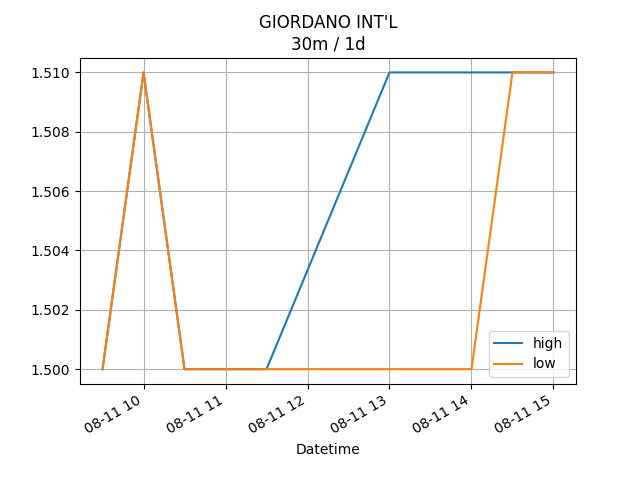 GIORDANO INT'L
30m / 1d
1.510
1.508
1.506
1.504
1.502
1.500
high
low
08-11 10
08-11 11
08-11 12
08-11 13
08-11 14
08-11 15
Datetime